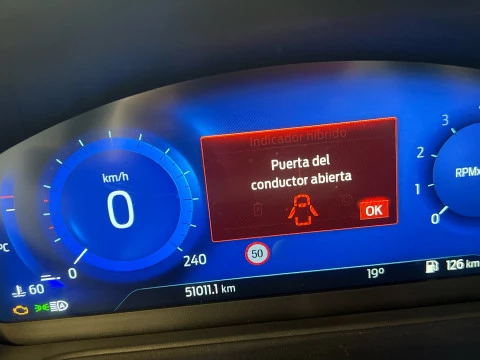 Indicador híbrido
Puerta del
conductor abierta
OK
km/h
0
0
240
50
3
2
1
0
RPMx
°C
60
51011.1 km
19°
126 km
A